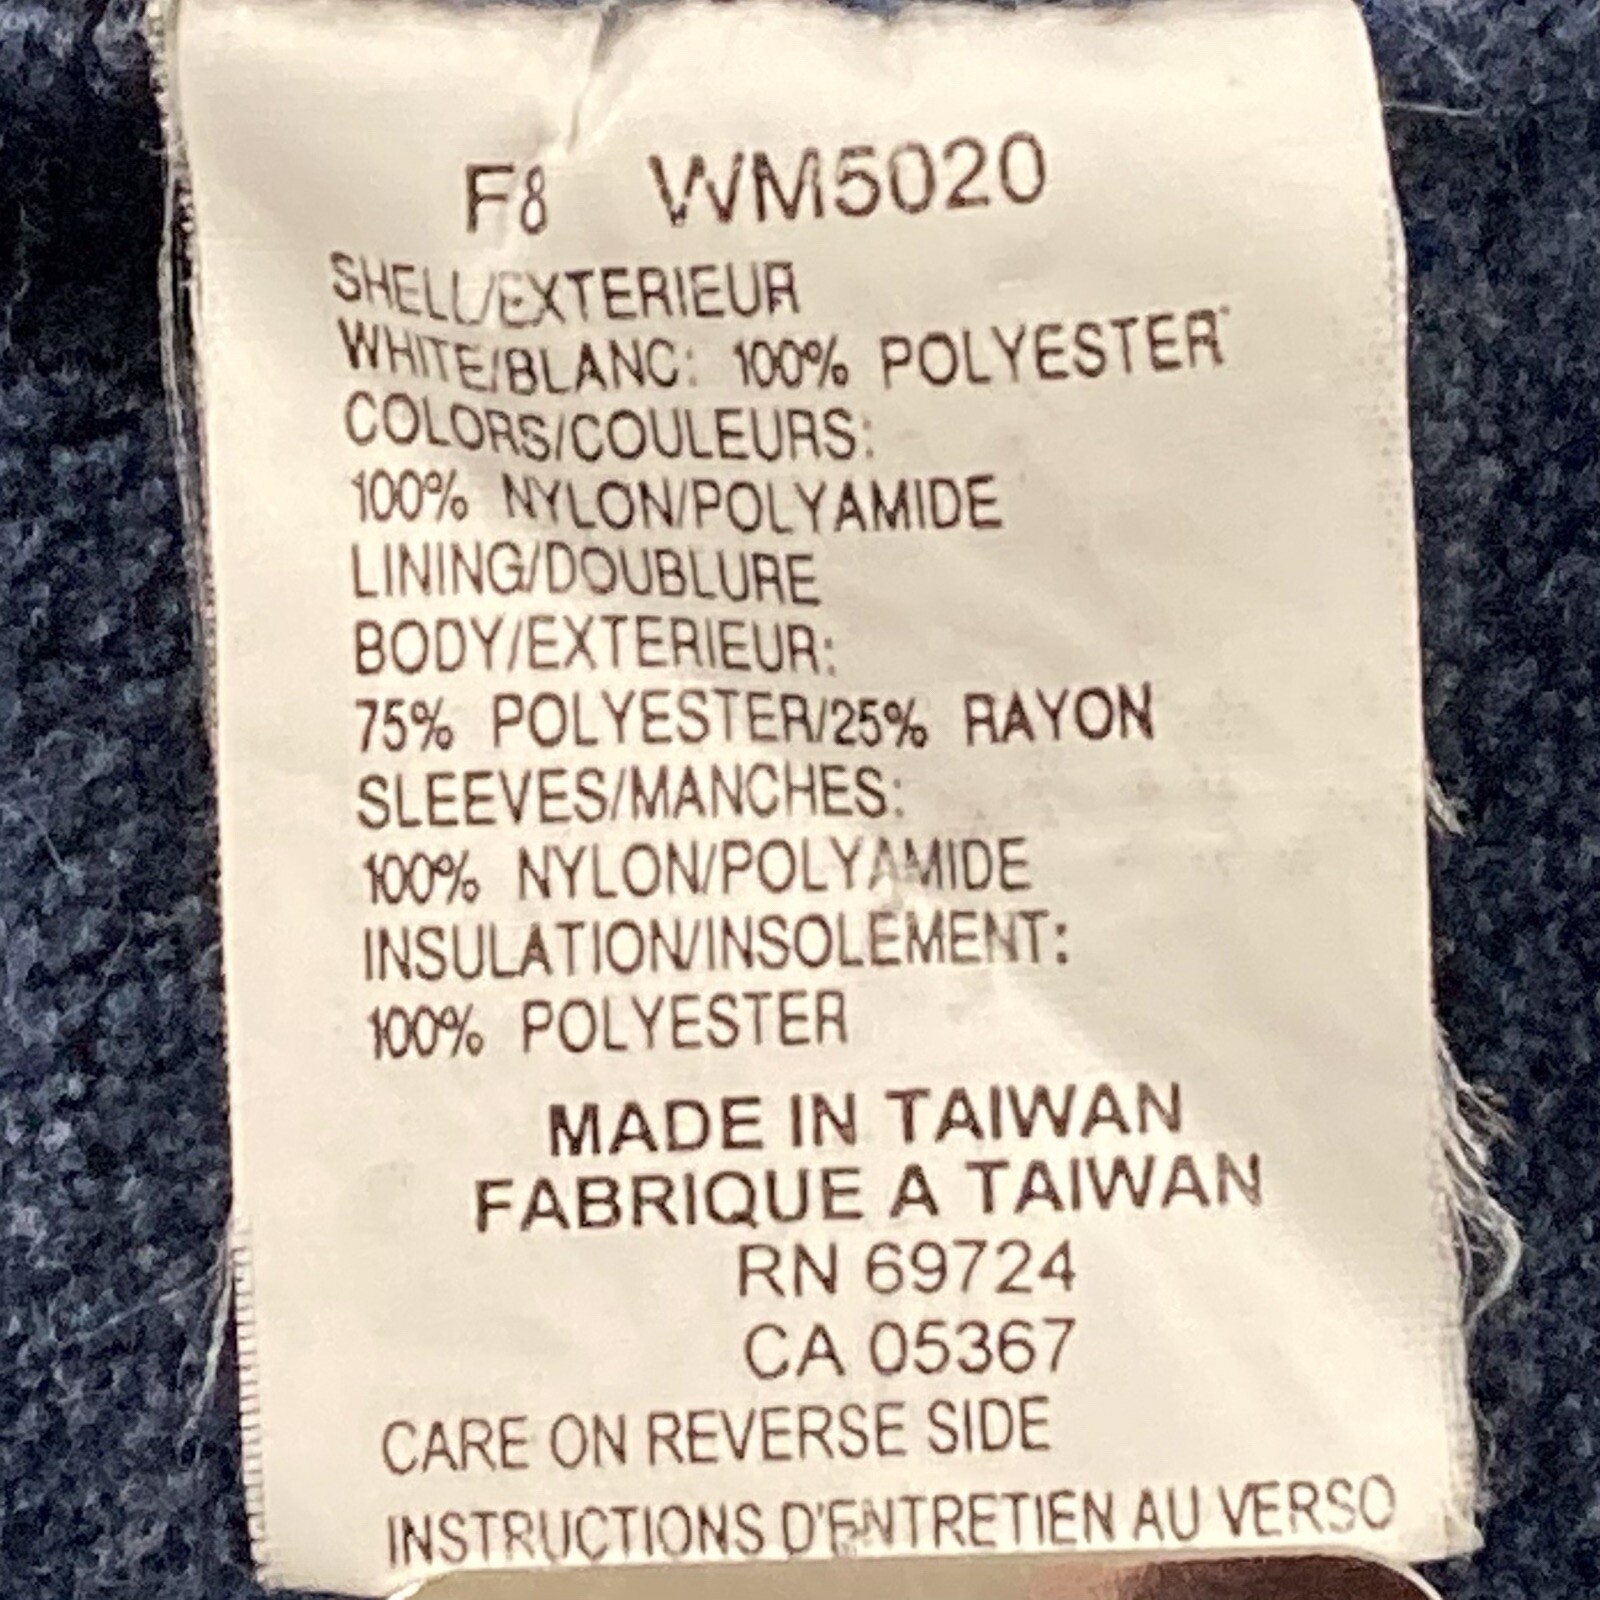 F8 WM5020
SHELL/EXTERIEUR
WHITE/BLANC: 100% POLYESTER
COLORS/COULEURS:
100% NYLON/POLYAMIDE
LINING/DOUBLURE
BODY/EXTERIEUR:
75% POLYESTER/25% RAYON
SLEEVES/MANCHES:
100% NYLON/POLYAMIDE
INSULATION/INSOLEMENT:
100% POLYESTER
MADE IN TAIWAN
FABRIQUE A TAIWAN
RN 69724
CA 05367
CARE ON REVERSE SIDE
INSTRUCTIONS D'ENTRETIEN AU VERSO